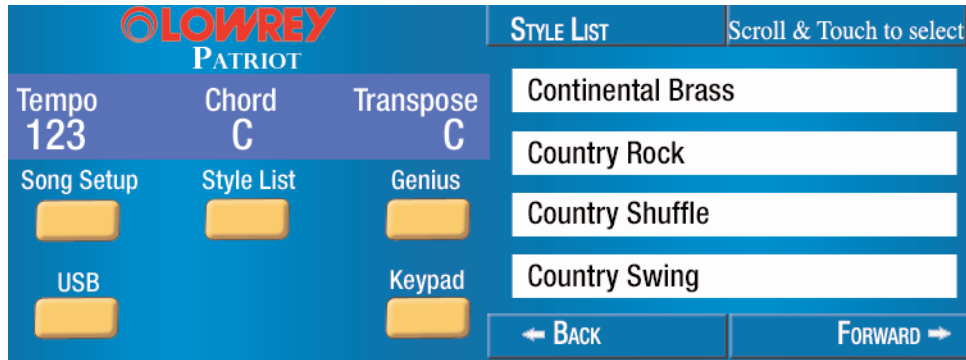 LOWREY
PATRIOT
Tempo Chord Transpose
123 C C
Song Setup Style List Genius
USB Keypad
STYLE LIST Scroll & Touch to select
Continental Brass
Country Rock
Country Shuffle
Country Swing
BACK FORWARD